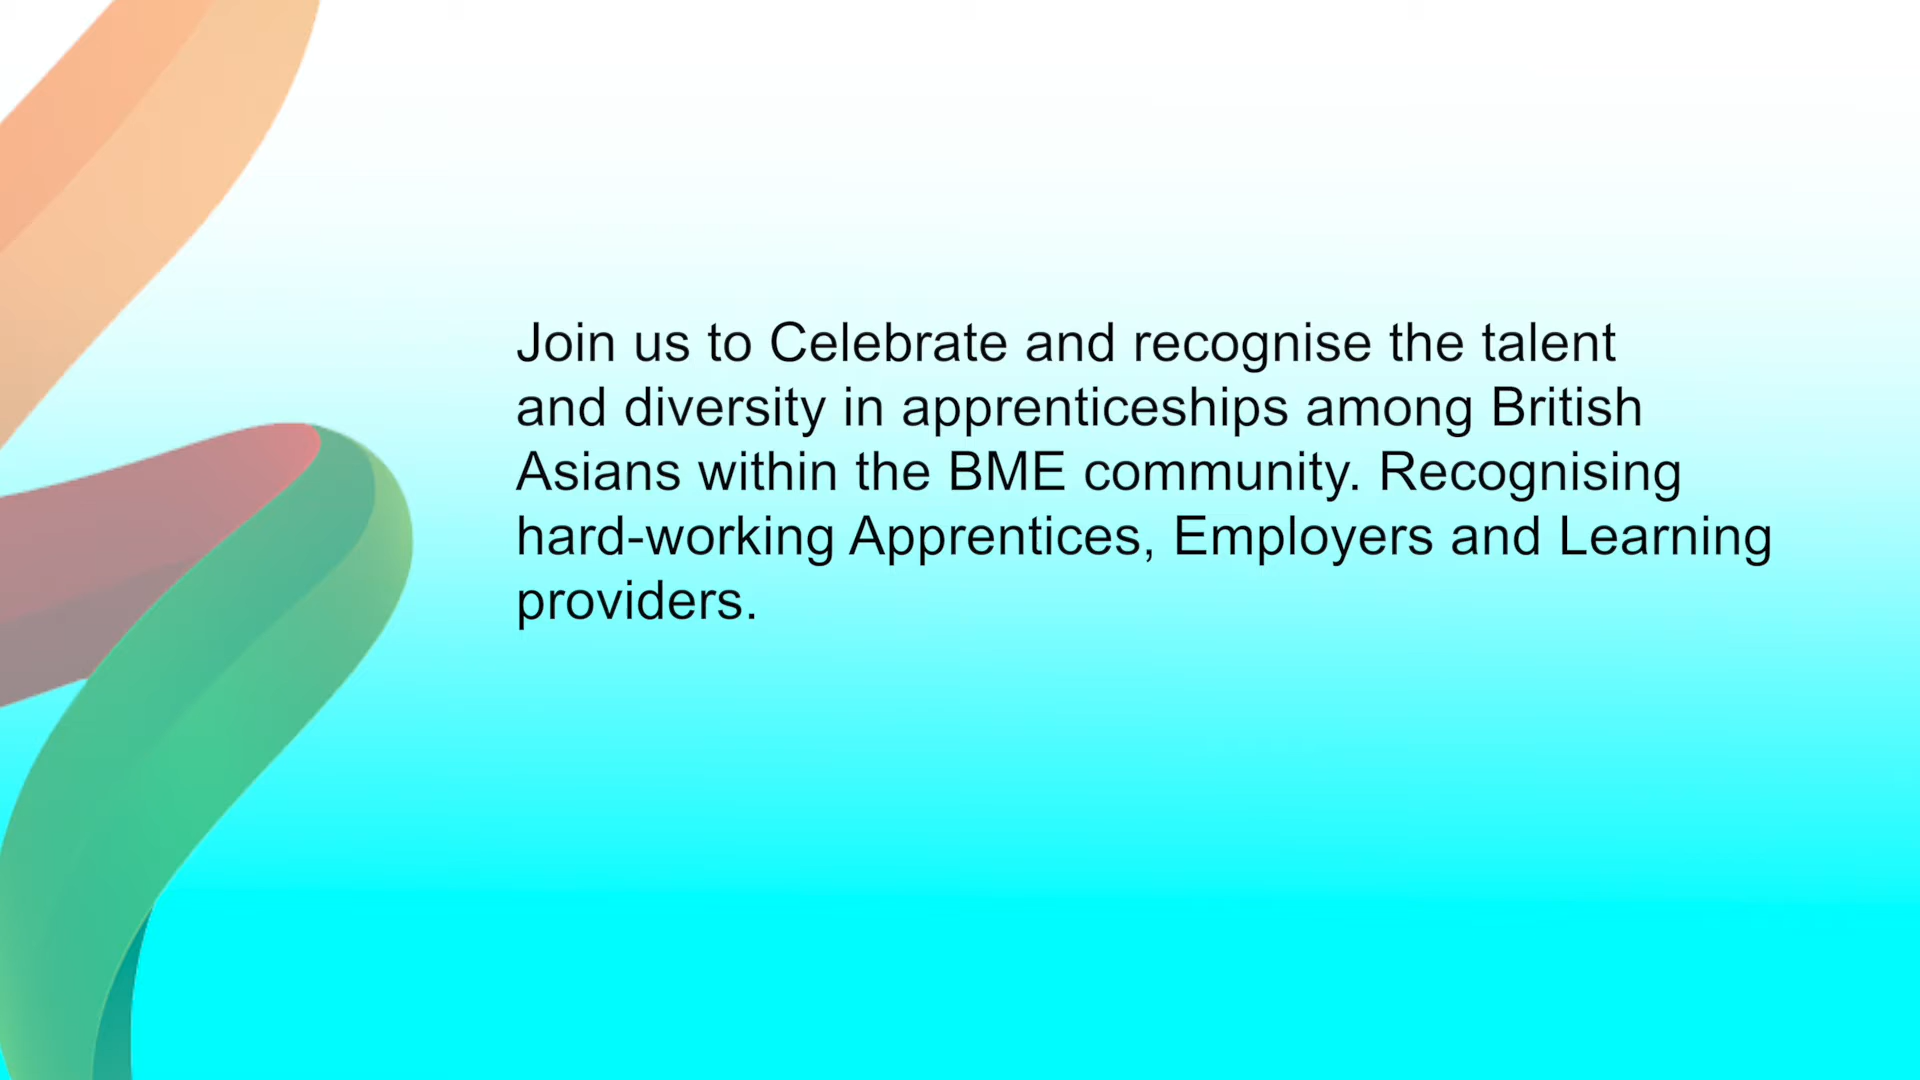 Join us to Celebrate and recognise the talent
and diversity in apprenticeships among British
Asians within the BME community. Recognising
hard-working Apprentices, Employers and Learning
providers.